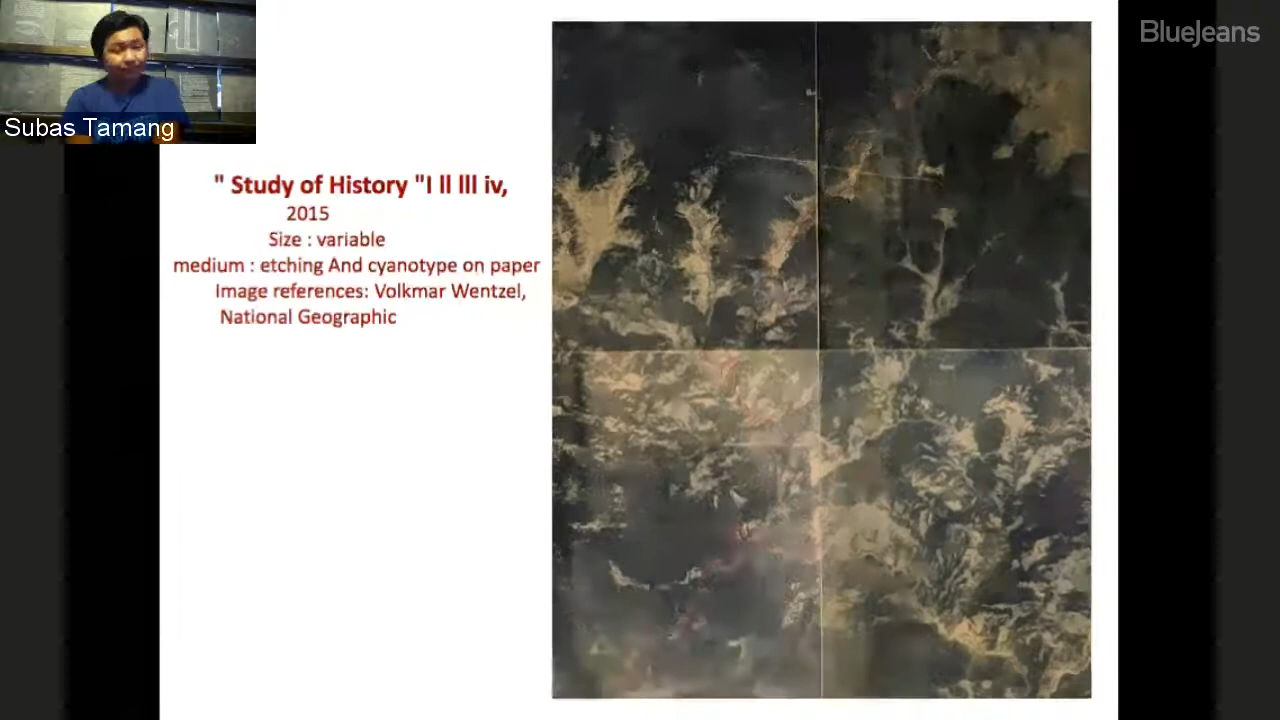 BlueJeans
Subas Tamang
" Study of History "I ll lll iv,
2015
Size : variable
medium : etching And cyanotype on paper
Image references: Volkmar Wentzel,
National Geographic